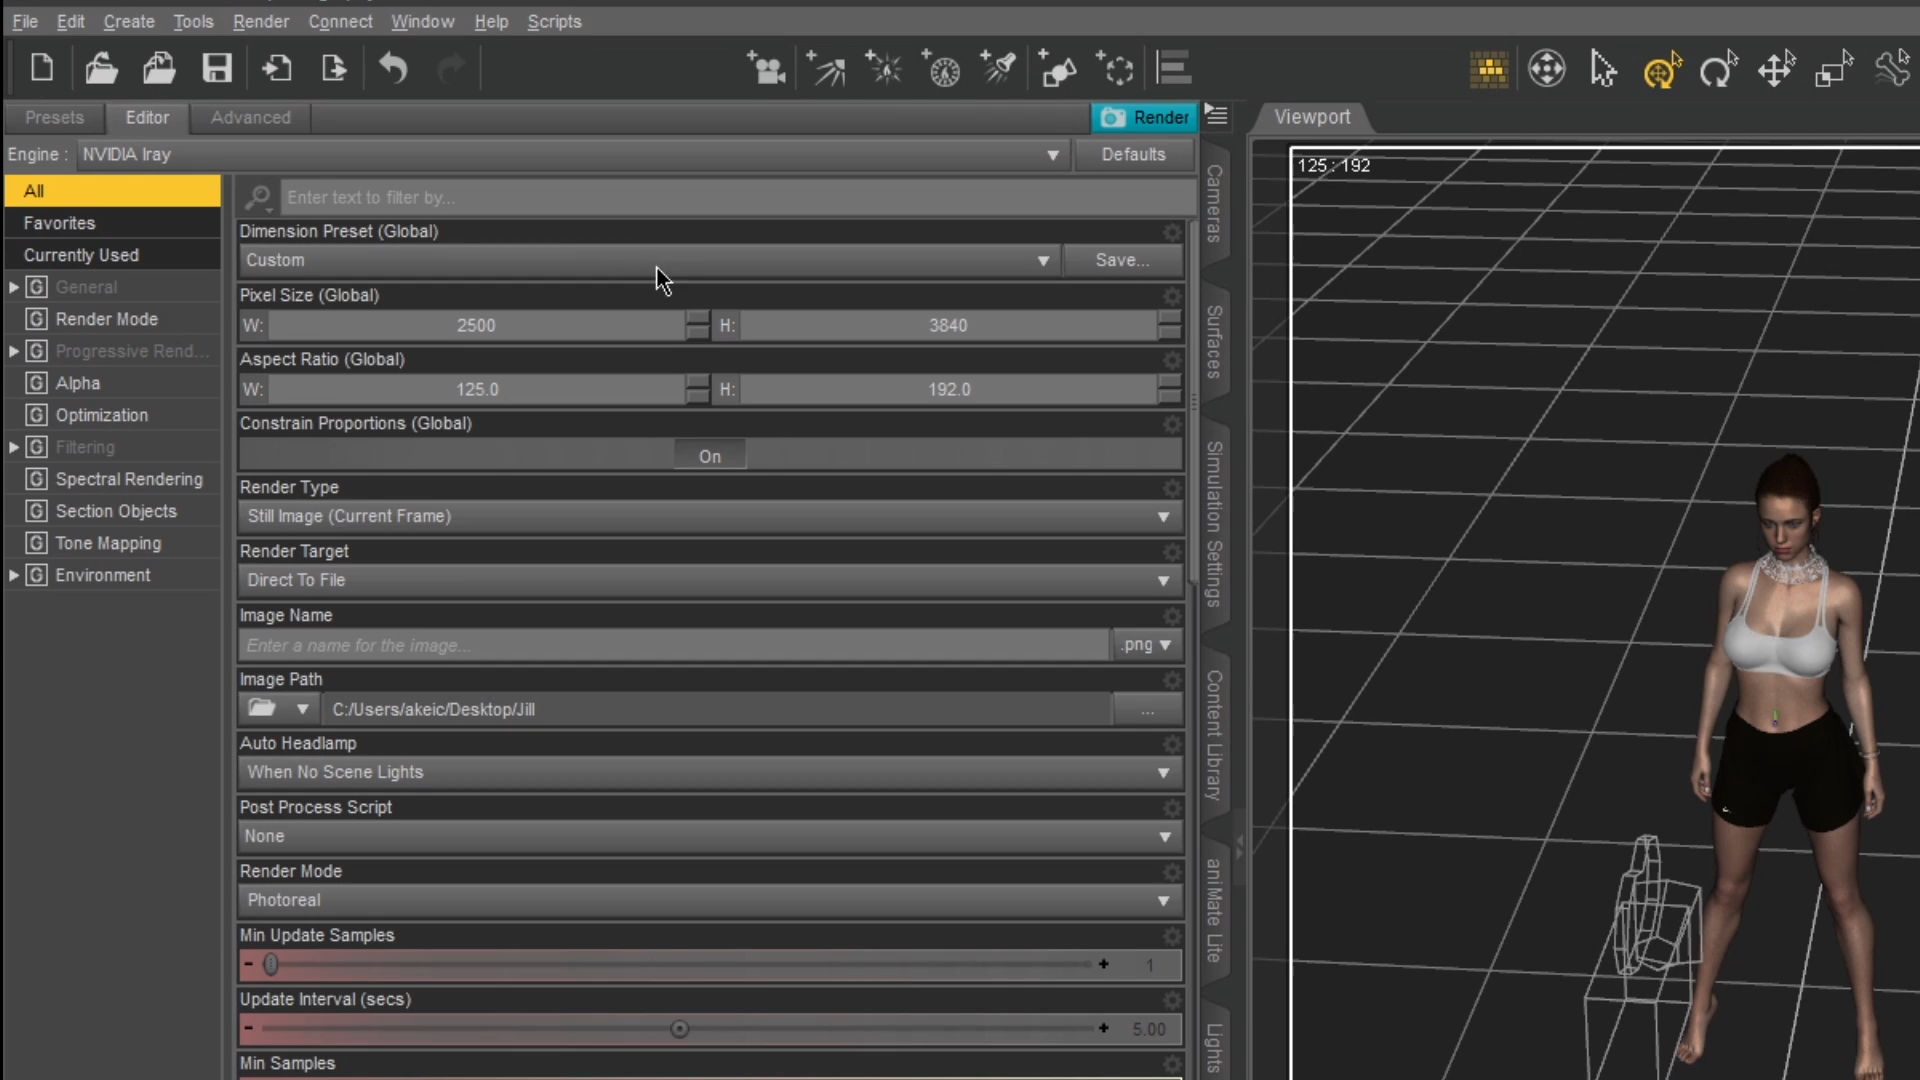 File Edit Create Tools Render Connect Window Help Scripts
Presets Editor Advanced Render
Viewport
Engine : NVIDIA Iray Defaults
125 : 192
All
Favorites
Currently Used
G General
G Render Mode
G Progressive Rend...
G Alpha
G Optimization
G Filtering
G Spectral Rendering
G Section Objects
G Tone Mapping
G Environment
Enter text to filter by...
Dimension Preset (Global)
Custom Save...
Pixel Size (Global)
W: 2500 H: 3840
Aspect Ratio (Global)
W: 125.0 H: 192.0
Constrain Proportions (Global)
On
Render Type
Still Image (Current Frame)
Render Target
Direct To File
Image Name
Enter a name for the image... .png
Image Path
C:/Users/akeic/Desktop/Jill ...
Auto Headlamp
When No Scene Lights
Post Process Script
None
Render Mode
Photoreal
Min Update Samples
- + 1
Update Interval (secs)
- + 5.00
Min Samples
Cameras
Surfaces
Simulation Settings
Content Library
aniMate Lite
Lights